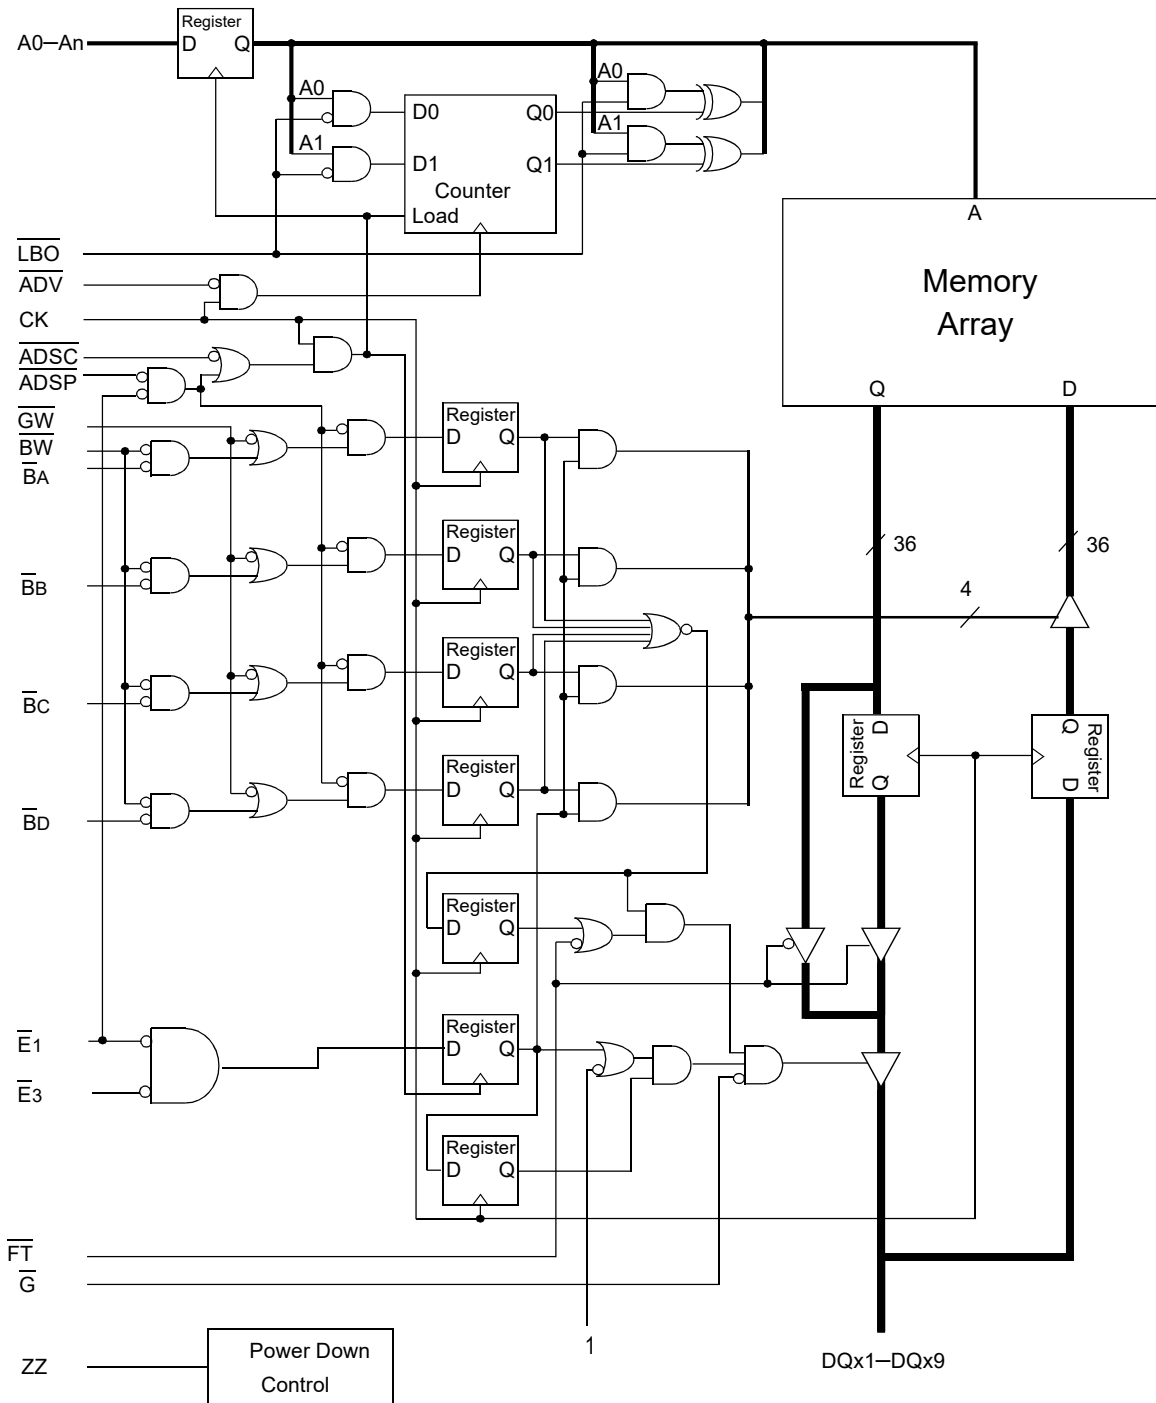 Register
A0–An
D Q
A0
A0
D0
Q0
A1
A1
D1
Q1
Counter
Load
A
LBO
ADV
Memory
Array
CK
ADSC
ADSP
Q D
GW
Register
BW
D Q
BA
Register
D Q
36
36
BB
4
Register
BC
D Q
Register
D
Q
Register
Q
D
Register
D Q
BD
Register
D Q
Register
E1
D Q
E3
Register
D Q
FT
G
1
Power Down
DQx1–DQx9
ZZ
Control